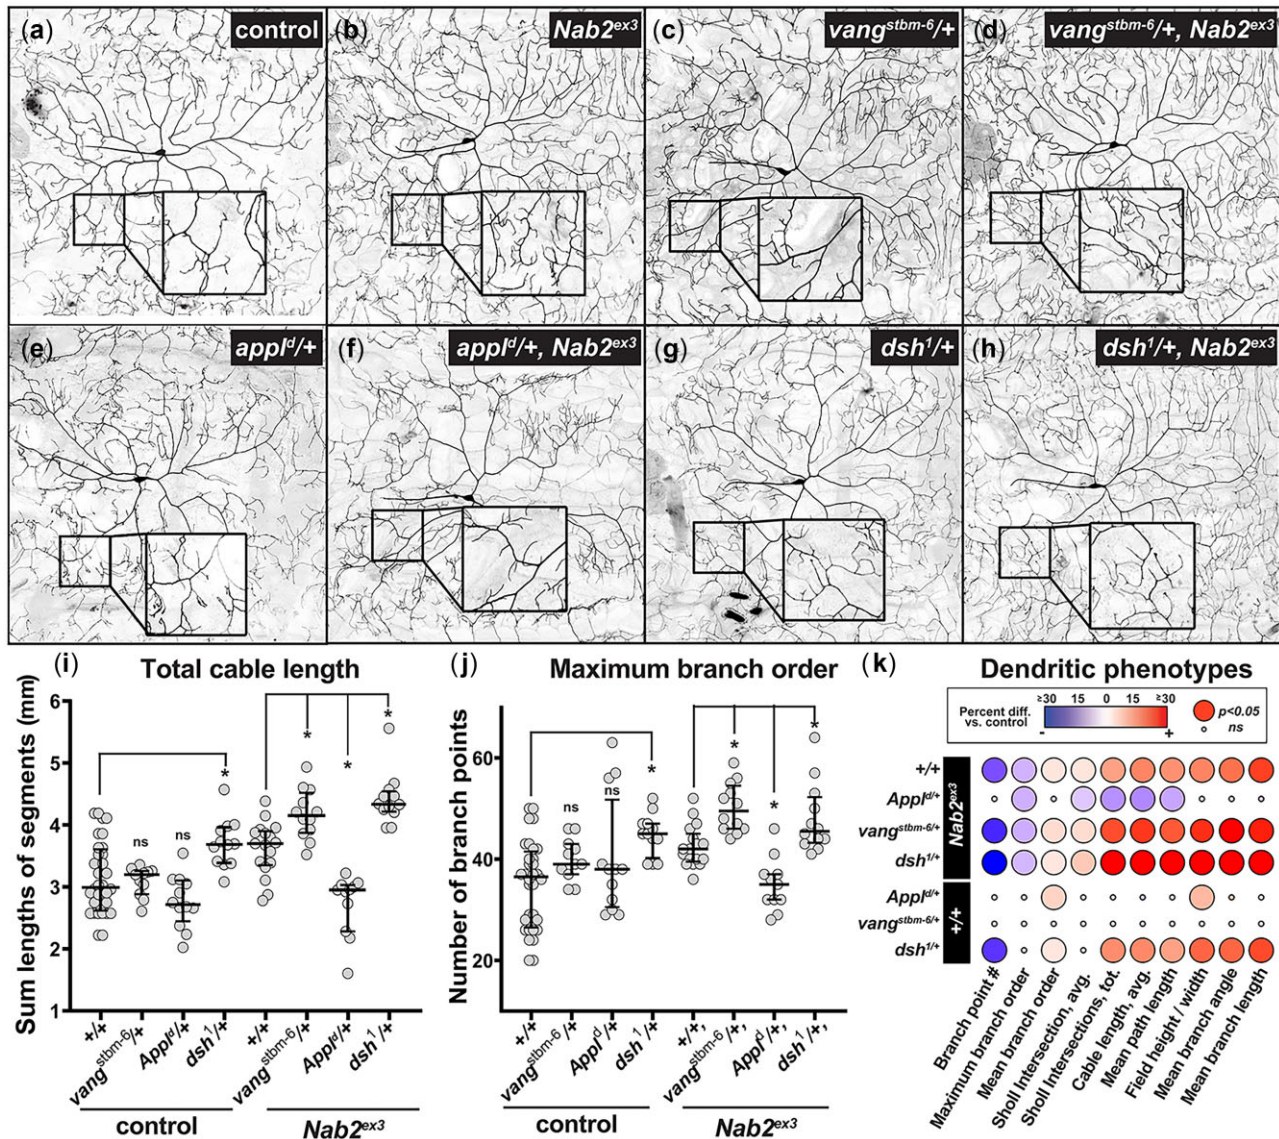 (a) control
(b) Nab2ex3
(c) vangstbm-6/+
(d) vangstbm-6/+, Nab2ex3
(e) appld/+
(f) appld/+, Nab2ex3
(g) dsh1/+
(h) dsh1/+, Nab2ex3
(i) Total cable length
Sum lengths of segments (mm)
6
5
4
3
2
1
ns
ns
*
*
*
*
+/+
vangstbm-6/+
Appld/+
dsh1/+
+/+
vangstbm-6/+
Appld/+
dsh1/+
control
Nab2ex3
(j) Maximum branch order
Number of branch points
60
40
20
ns
ns
*
*
*
*
+/+
vangstbm-6/+
Appld/+
dsh1/+
+/+,
vangstbm-6/+,
Appld/+,
dsh1/+,
control
Nab2ex3
(k) Dendritic phenotypes
Percent diff.
vs. control
≥30 15 0 15 ≥30
- +
p<0.05
ns
Nab2ex3
+/+
Appld/+
vangstbm-6/+
dsh1/+
+/+
Appld/+
vangstbm-6/+
dsh1/+
Branch point #
Maximum branch order
Mean branch order
Sholl Intersection, avg.
Sholl Intersections, tot.
Cable length, avg.
Mean path length
Field height / width
Mean branch angle
Mean branch length